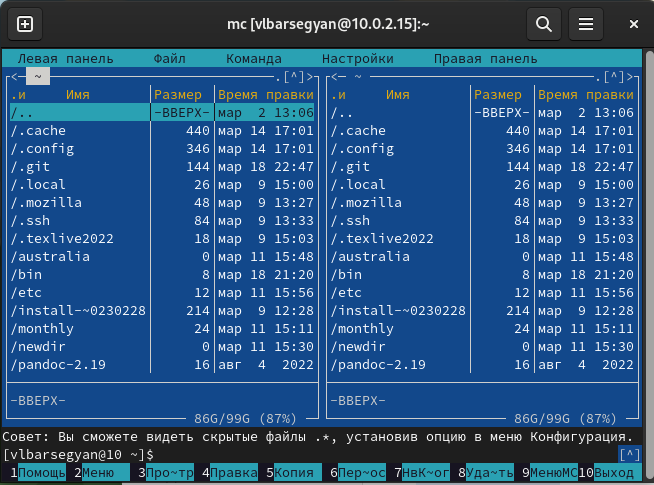 mc [vlbarsegyan@10.0.2.15]:~
Левая панель Файл Команда Настройки Правая панель
<─ ~ .[^]> <─ ~ .[^]>
.и Имя Размер Время правки .и Имя Размер Время правки
/.. -ВВЕРХ- мар 2 13:06 /.. -ВВЕРХ- мар 2 13:06
/.cache 440 мар 14 17:01 /.cache 440 мар 14 17:01
/.config 346 мар 14 17:01 /.config 346 мар 14 17:01
/.git 144 мар 18 22:47 /.git 144 мар 18 22:47
/.local 26 мар 9 15:00 /.local 26 мар 9 15:00
/.mozilla 48 мар 9 13:27 /.mozilla 48 мар 9 13:27
/.ssh 84 мар 9 13:33 /.ssh 84 мар 9 13:33
/.texlive2022 18 мар 9 15:03 /.texlive2022 18 мар 9 15:03
/australia 0 мар 11 15:48 /australia 0 мар 11 15:48
/bin 8 мар 18 21:20 /bin 8 мар 18 21:20
/etc 12 мар 11 15:56 /etc 12 мар 11 15:56
/install-~0230228 214 мар 9 12:28 /install-~0230228 214 мар 9 12:28
/monthly 24 мар 11 15:11 /monthly 24 мар 11 15:11
/newdir 0 мар 11 15:30 /newdir 0 мар 11 15:30
/pandoc-2.19 16 авг 4 2022 /pandoc-2.19 16 авг 4 2022
-ВВЕРХ- -ВВЕРХ-
86G/99G (87%) 86G/99G (87%)
Совет: Вы сможете видеть скрытые файлы .*, установив опцию в меню Конфигурация.
[vlbarsegyan@10 ~]$ [^]
1Помощь 2Меню 3Про~тр 4Правка 5Копия 6Пер~ос 7НвК~ог 8Уда~ть 9МенюMC 10Выход